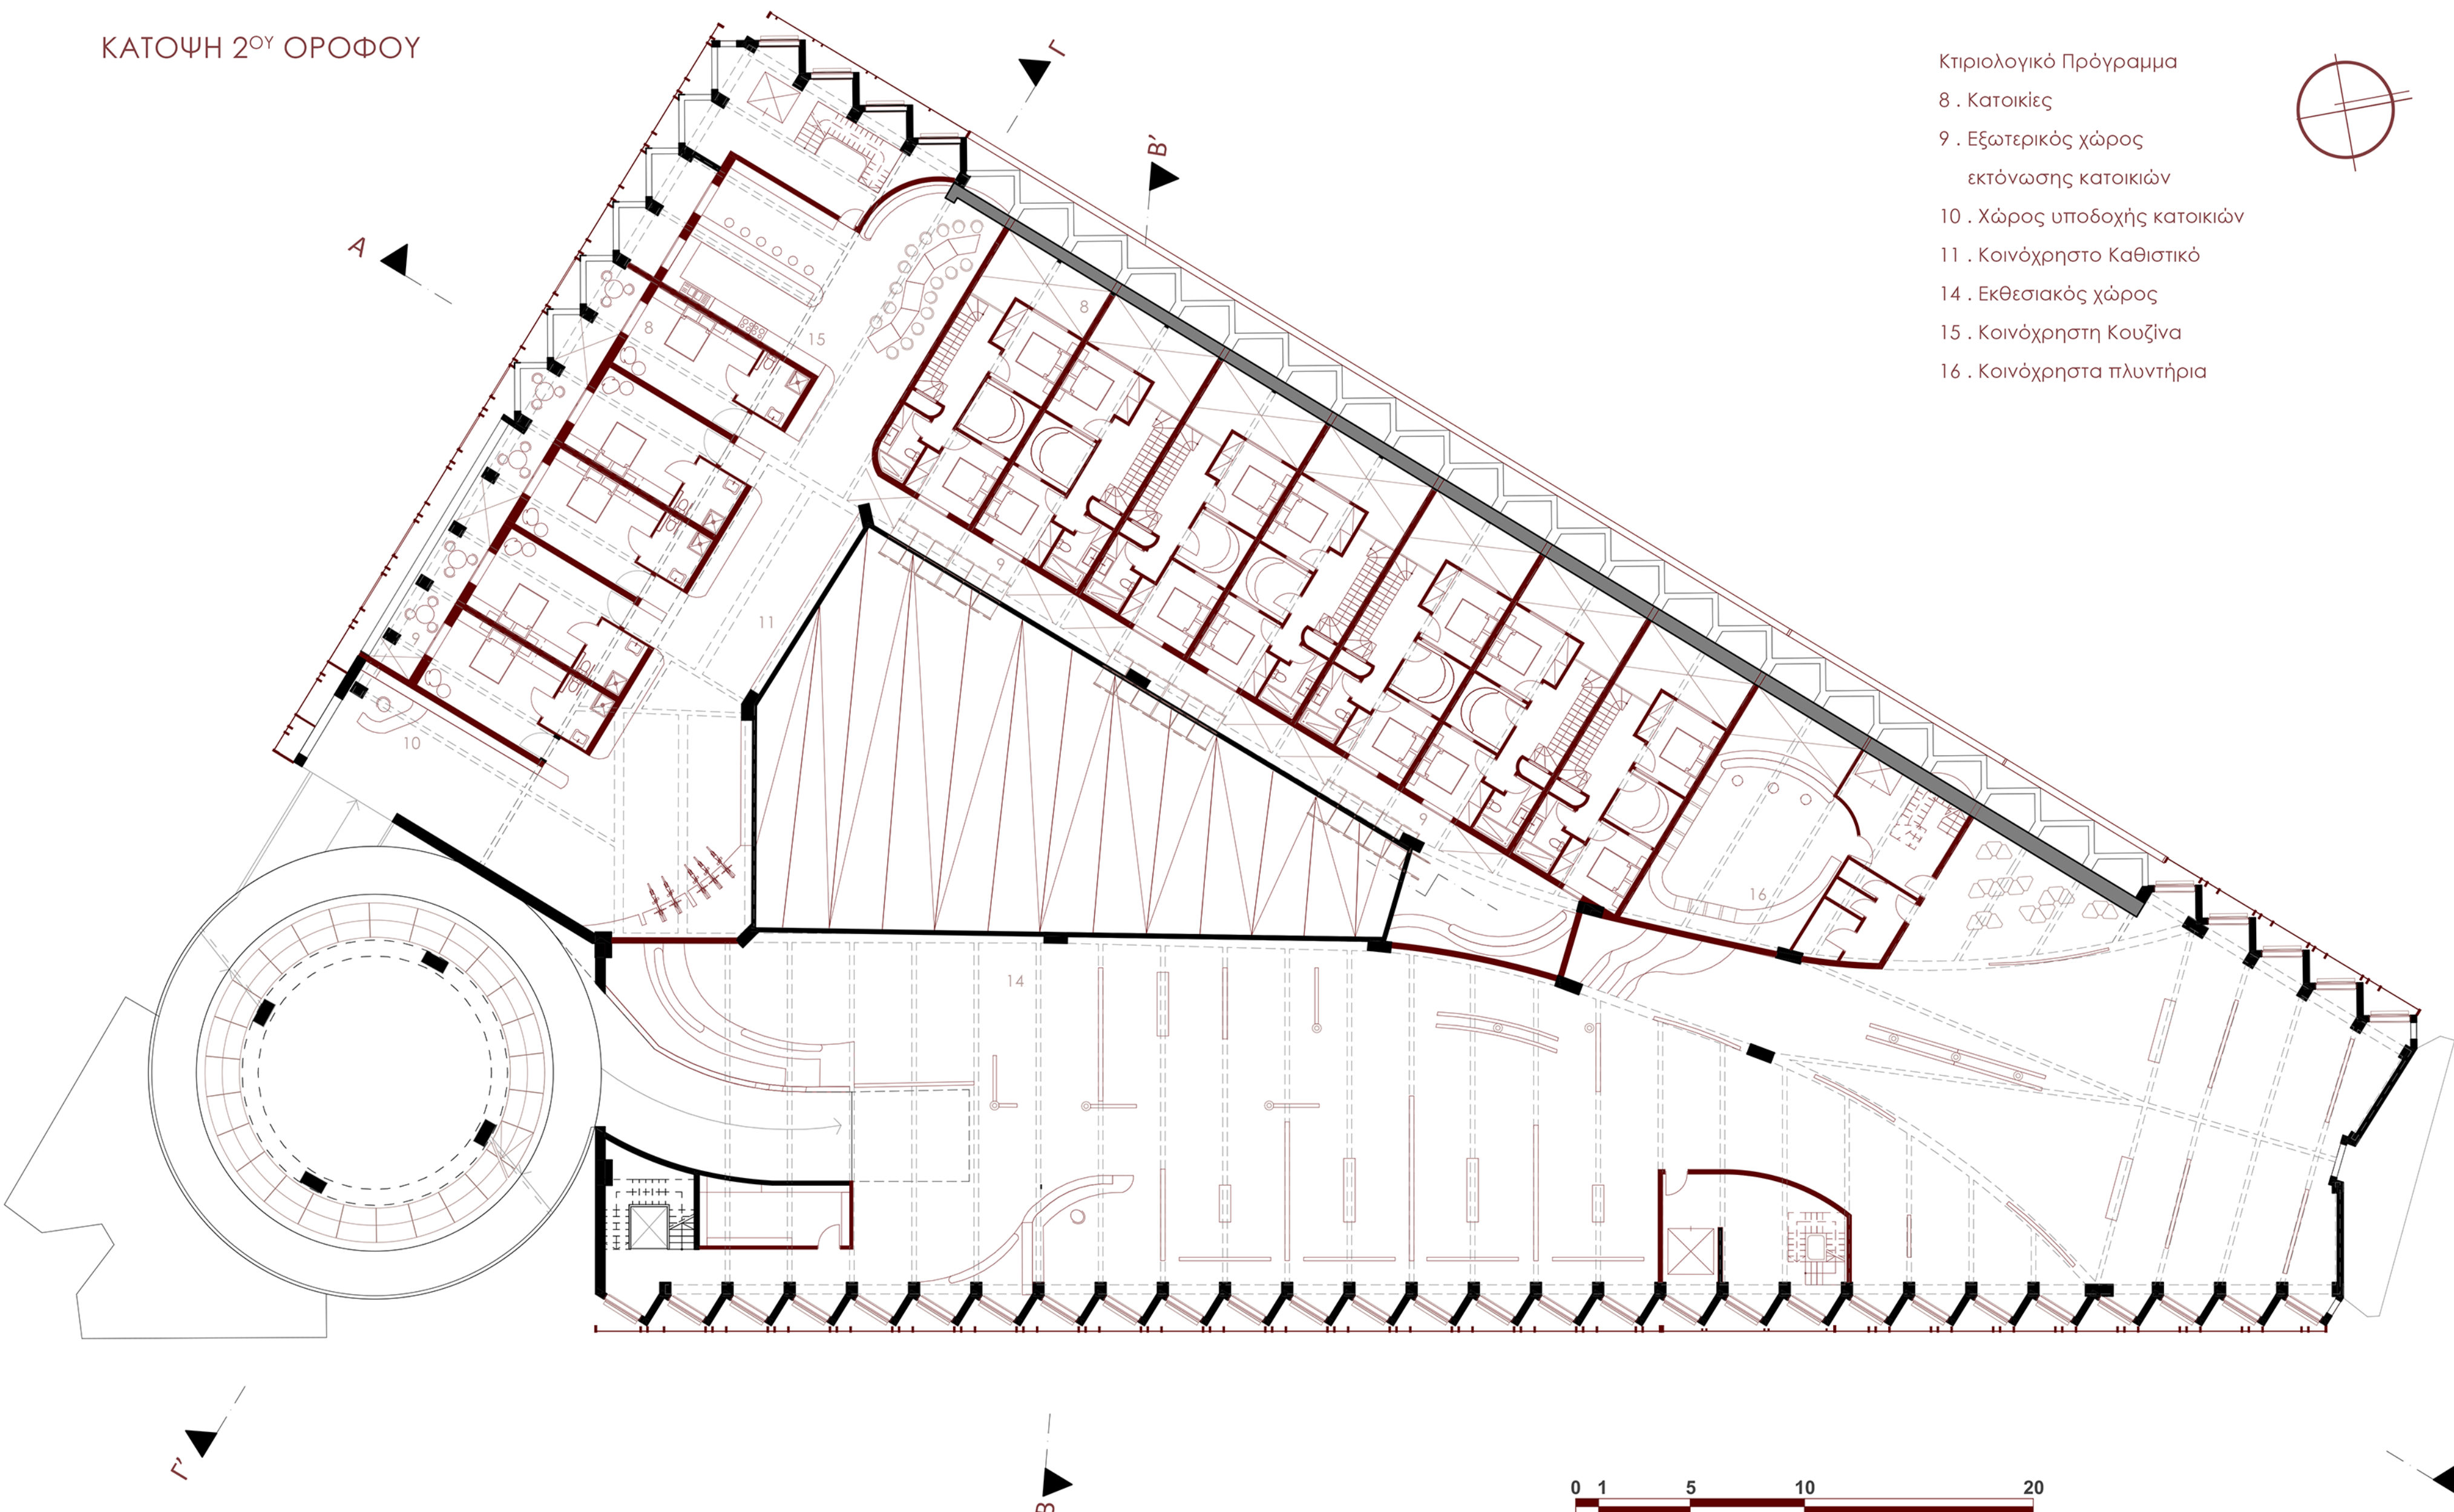 ΚΑΤΟΨΗ 2ΟΥ ΟΡΟΦΟΥ
Κτιριολογικό Πρόγραμμα
8 . Κατοικίες
9 . Εξωτερικός χώρος
εκτόνωσης κατοικιών
10 . Χώρος υποδοχής κατοικιών
11 . Κοινόχρηστο Καθιστικό
14 . Εκθεσιακός χώρος
15 . Κοινόχρηστη Κουζίνα
16 . Κοινόχρηστα πλυντήρια
Γ
Β'
Α
8
8
15
9
11
9
10
9
16
14
Γ'
Β
0 1 5 10 20